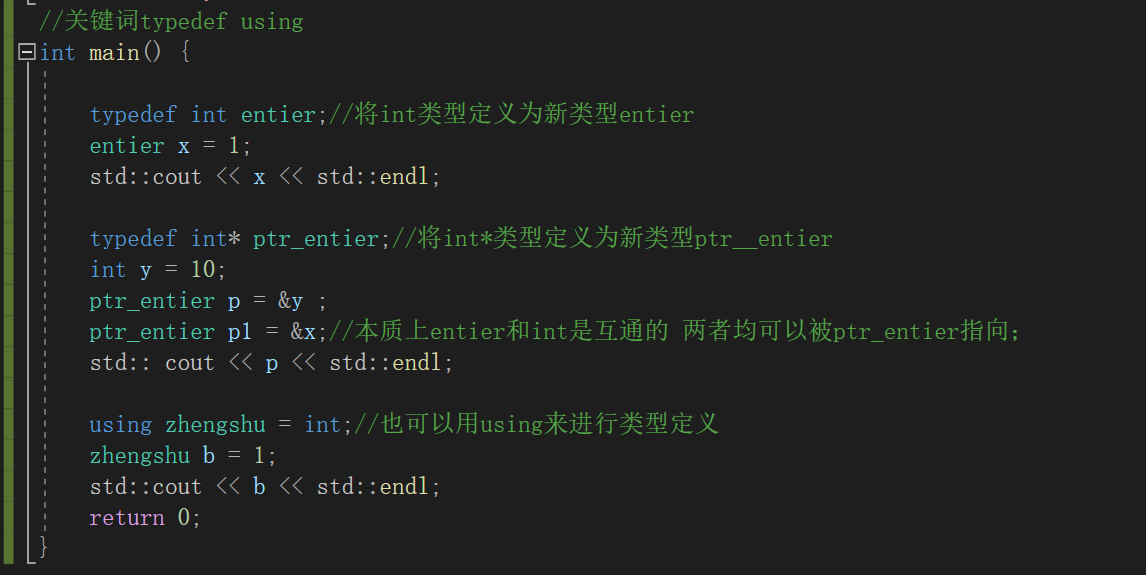 //关键词typedef using
int main() {
typedef int entier;//将int类型定义为新类型entier
entier x = 1;
std::cout << x << std::endl;
typedef int* ptr_entier;//将int*类型定义为新类型ptr__entier
int y = 10;
ptr_entier p = &y ;
ptr_entier p1 = &x;//本质上entier和int是互通的 两者均可以被ptr_entier指向;
std:: cout << p << std::endl;
using zhengshu = int;//也可以用using来进行类型定义
zhengshu b = 1;
std::cout << b << std::endl;
return 0;
}